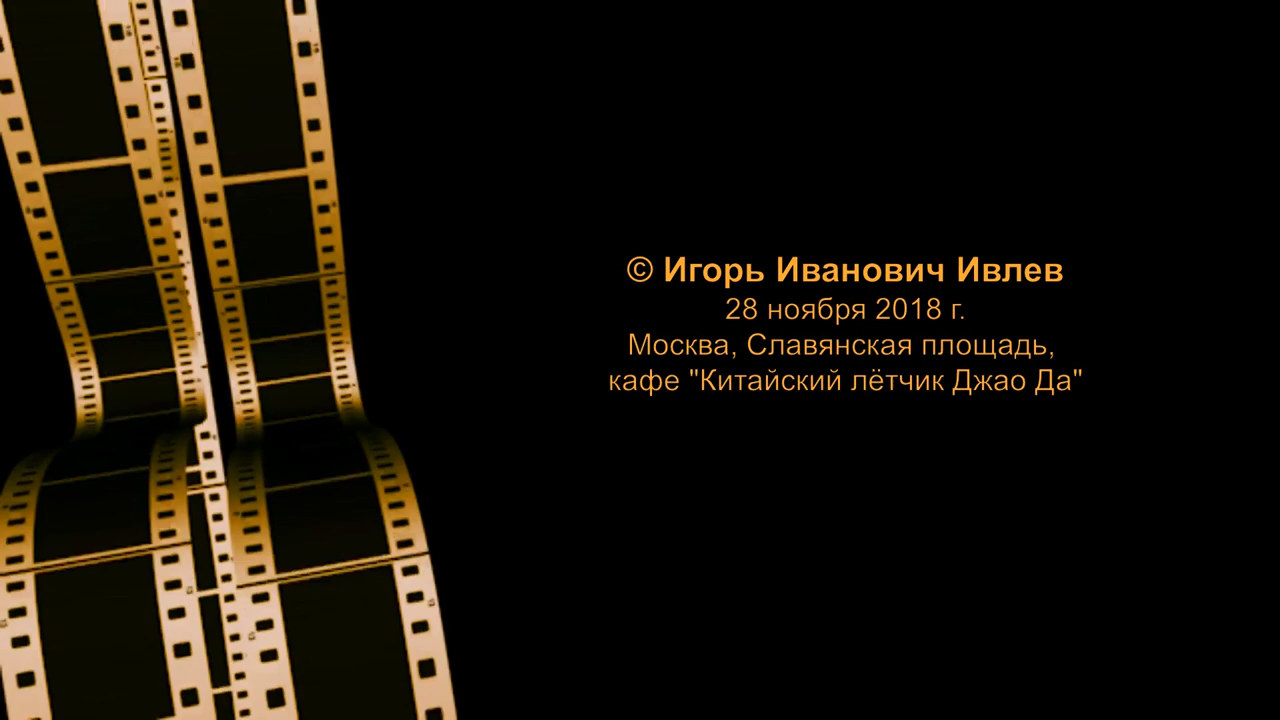 © Игорь Иванович Ивлев
28 ноября 2018 г.
Москва, Славянская площадь,
кафе "Китайский лётчик Джао Да"